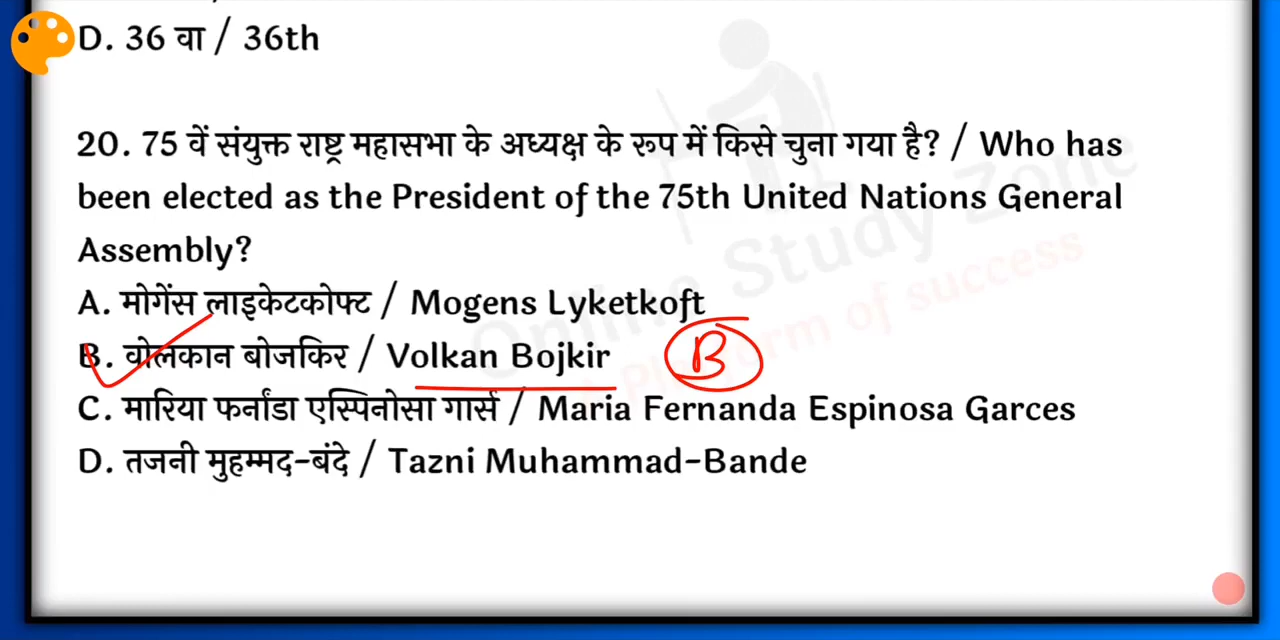 D. 36 वा / 36th
20. 75 वें संयुक्त राष्ट्र महासभा के अध्यक्ष के रूप में किसे चुना गया है? / Who has
been elected as the President of the 75th United Nations General
Assembly?
A. मोगेंस लाइकेटकोफ्ट / Mogens Lyketkoft
B. वोलकान बोजकिर / Volkan Bojkir B
C. मारिया फर्नांडा एस्पिनोसा गार्स / Maria Fernanda Espinosa Garces
D. तजनी मुहम्मद-बंदे / Tazni Muhammad-Bande
Online Study Zone
A Platform of success